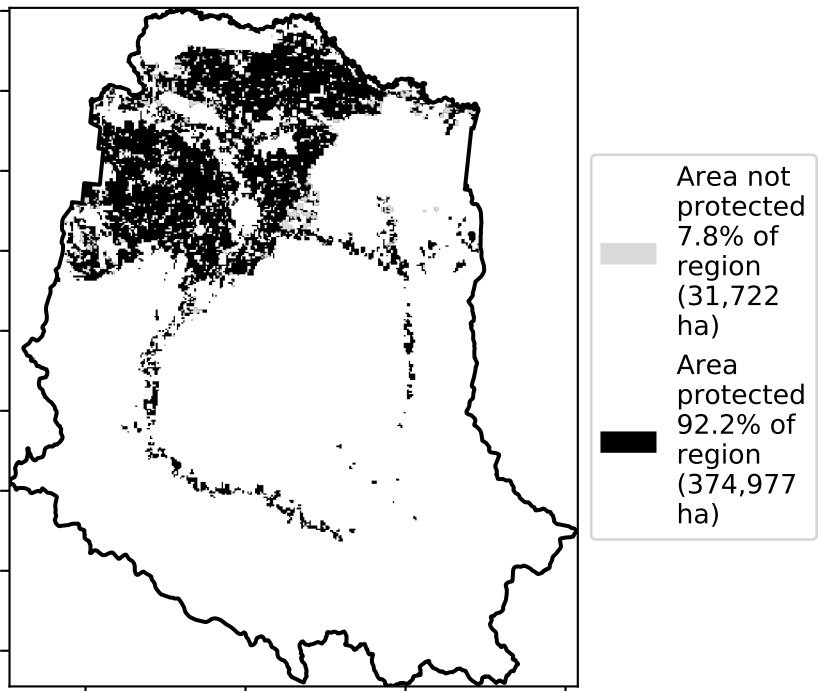 Area not
protected
7.8% of
region
(31,722
ha)
Area
protected
92.2% of
region
(374,977
ha)